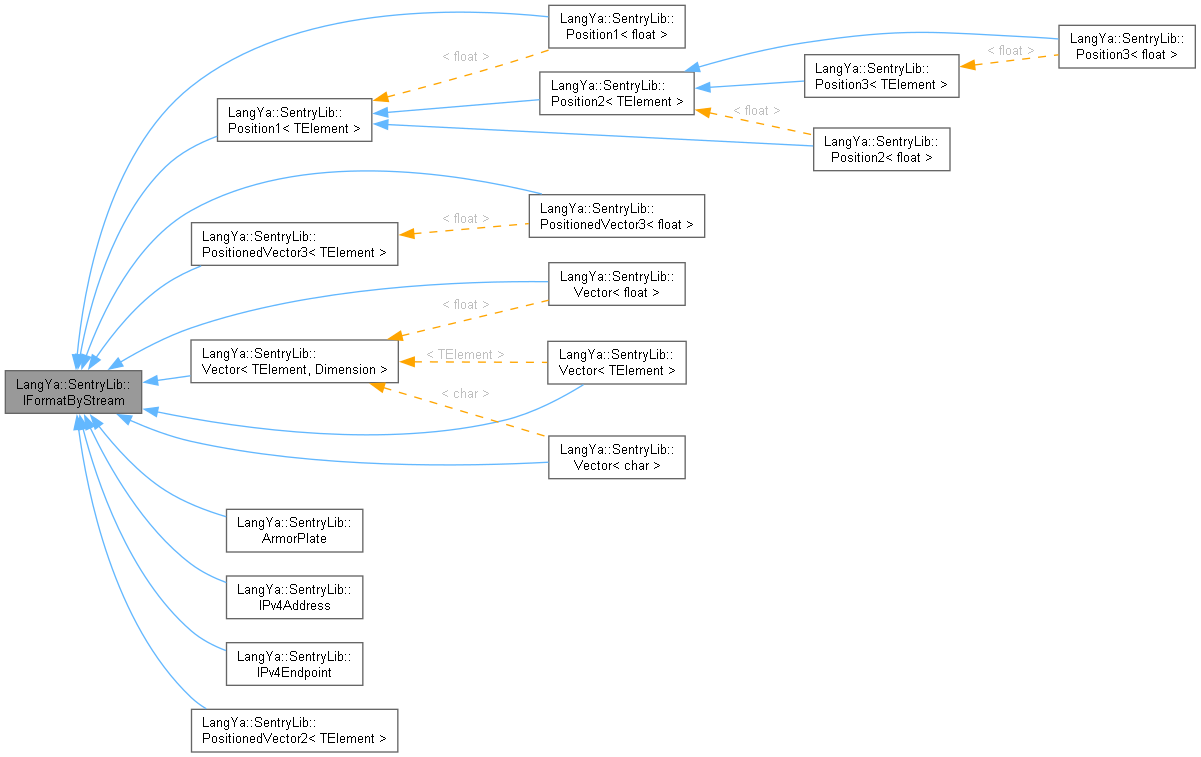 LangYa::SentryLib::
IFormatByStream
LangYa::SentryLib::
Position1< float >
< float >
LangYa::SentryLib::
Position1< TElement >
LangYa::SentryLib::
Position2< TElement >
LangYa::SentryLib::
Position3< TElement >
< float >
LangYa::SentryLib::
Position3< float >
< float >
LangYa::SentryLib::
Position2< float >
LangYa::SentryLib::
PositionedVector3< TElement >
< float >
LangYa::SentryLib::
PositionedVector3< float >
LangYa::SentryLib::
Vector< TElement, Dimension >
< float >
LangYa::SentryLib::
Vector< float >
< TElement >
LangYa::SentryLib::
Vector< TElement >
< char >
LangYa::SentryLib::
Vector< char >
LangYa::SentryLib::
ArmorPlate
LangYa::SentryLib::
IPv4Address
LangYa::SentryLib::
IPv4Endpoint
LangYa::SentryLib::
PositionedVector2< TElement >